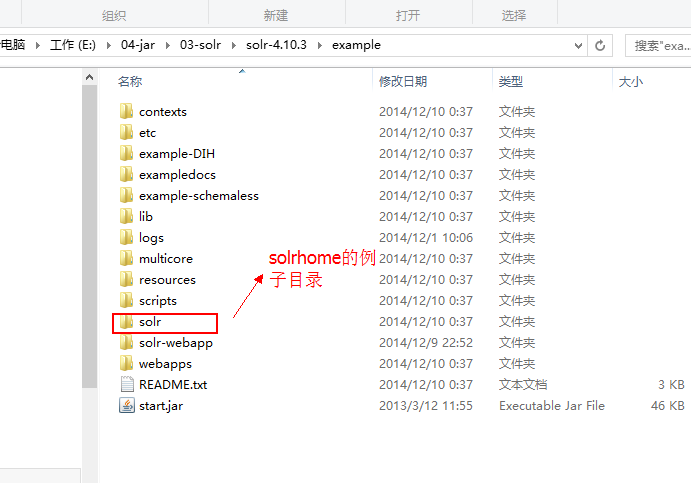 组织 新建 打开 选择
电脑 工作 (E:) 04-jar 03-solr solr-4.10.3 example 搜索"exa...
名称 修改日期 类型 大小
contexts 2014/12/10 0:37 文件夹
etc 2014/12/10 0:37 文件夹
example-DIH 2014/12/10 0:37 文件夹
exampledocs 2014/12/10 0:37 文件夹
example-schemaless 2014/12/10 0:37 文件夹
lib 2014/12/10 0:37 文件夹
logs 2014/12/1 10:06 文件夹
multicore 2014/12/10 0:37 文件夹
resources 2014/12/10 0:37 文件夹
scripts 2014/12/10 0:37 文件夹
solr 2014/12/10 0:37 文件夹
solr-webapp 2014/12/9 22:52 文件夹
webapps 2014/12/10 0:37 文件夹
README.txt 2014/12/10 0:37 文本文档 3 KB
start.jar 2013/3/12 11:55 Executable Jar File 46 KB
solrhome的例
子目录